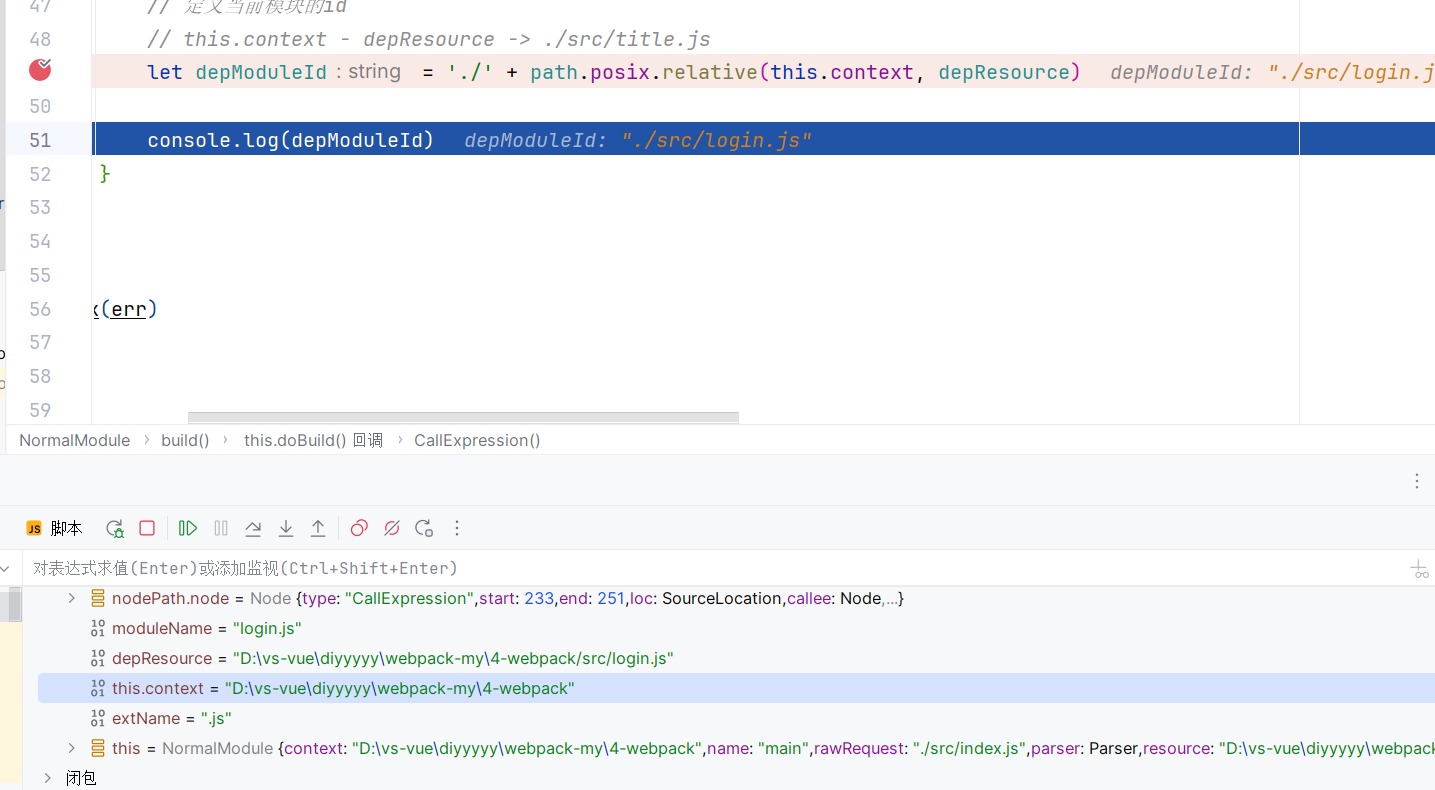 47 // 定义当前模块的id
48 // this.context - depResource -> ./src/title.js
let depModuleId : string = './' + path.posix.relative(this.context, depResource) depModuleId: "./src/login.j
50
51 console.log(depModuleId) depModuleId: "./src/login.js"
52 }
53
54
55
56 (err)
57
58
59
NormalModule › build() › this.doBuild() 回调 › CallExpression()
JS 脚本
对表达式求值(Enter)或添加监视(Ctrl+Shift+Enter)
nodePath.node = Node {type: "CallExpression",start: 233,end: 251,loc: SourceLocation,callee: Node,...}
moduleName = "login.js"
depResource = "D:\vs-vue\diyyyyy\webpack-my\4-webpack/src/login.js"
this.context = "D:\vs-vue\diyyyyy\webpack-my\4-webpack"
extName = ".js"
this = NormalModule {context: "D:\vs-vue\diyyyyy\webpack-my\4-webpack",name: "main",rawRequest: "./src/index.js",parser: Parser,resource: "D:\vs-vue\diyyyyy\webpack
闭包